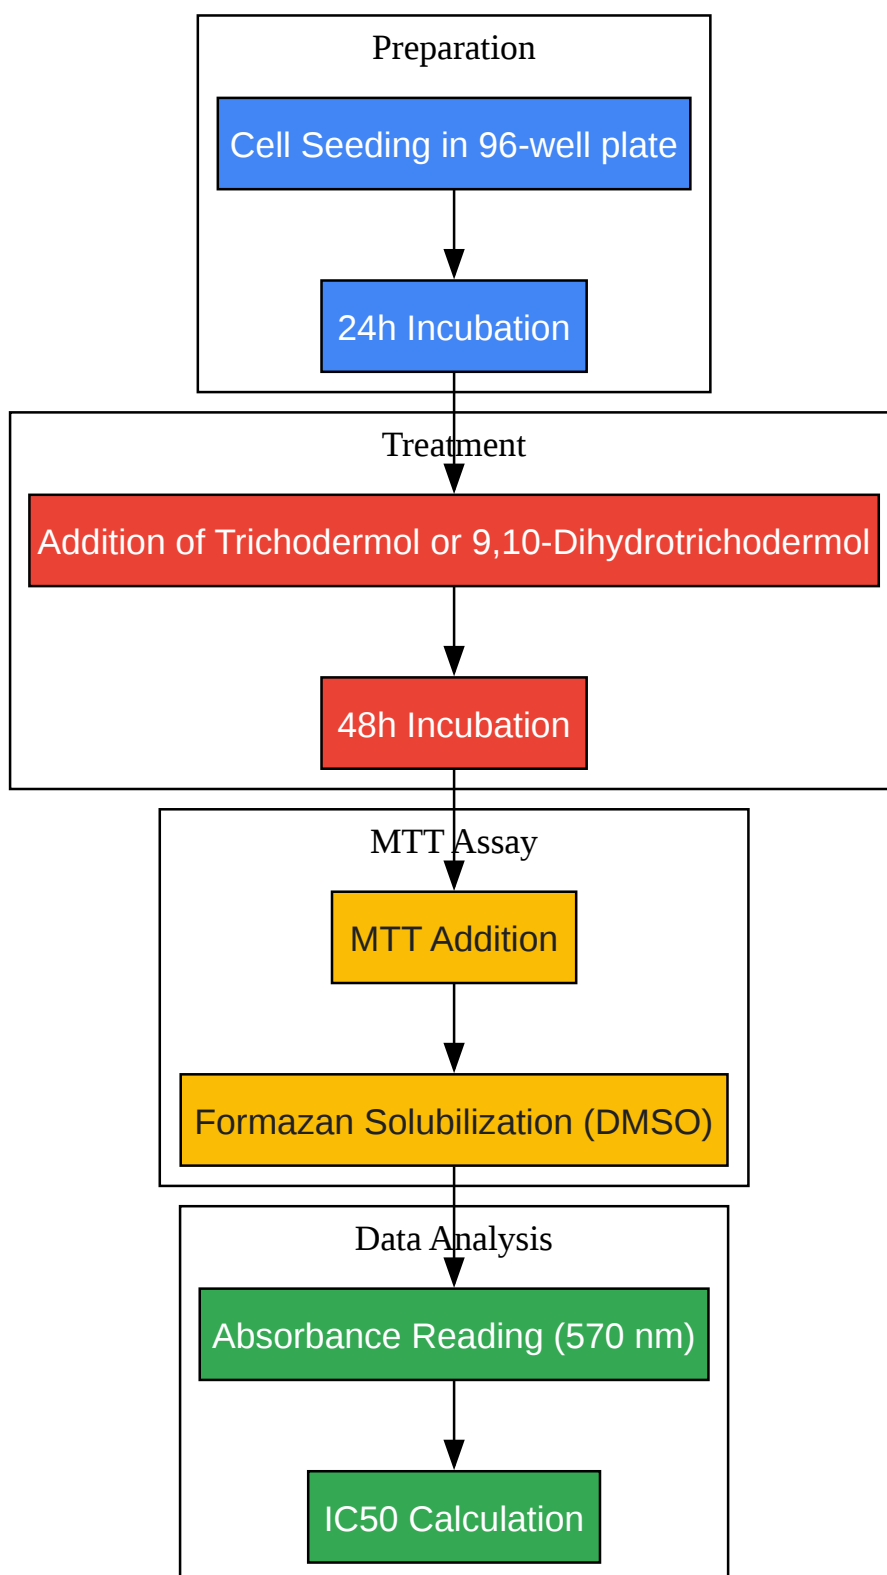 Preparation
Cell Seeding in 96-well plate
24h Incubation
Treatment
Addition of Trichodermol or 9,10-Dihydrotrichodermol
48h Incubation
MTT Assay
MTT Addition
Formazan Solubilization (DMSO)
Data Analysis
Absorbance Reading (570 nm)
IC50 Calculation